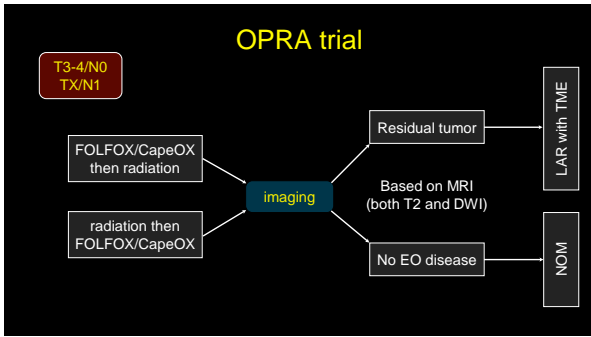 OPRA trial
T3-4/N0
TX/N1
FOLFOX/CapeOX
then radiation
radiation then
FOLFOX/CapeOX
imaging
Residual tumor
Based on MRI
(both T2 and DWI)
No EO disease
LAR with TME
NOM